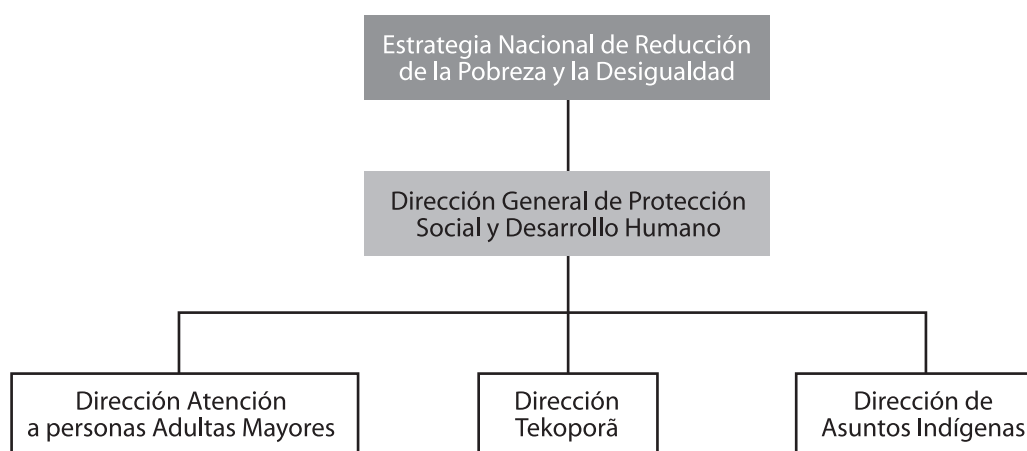 Estrategia Nacional de Reducción
de la Pobreza y la Desigualdad
Dirección General de Protección
Social y Desarrollo Humano
Dirección Atención
a personas Adultas Mayores
Dirección
Tekoporã
Dirección de
Asuntos Indígenas